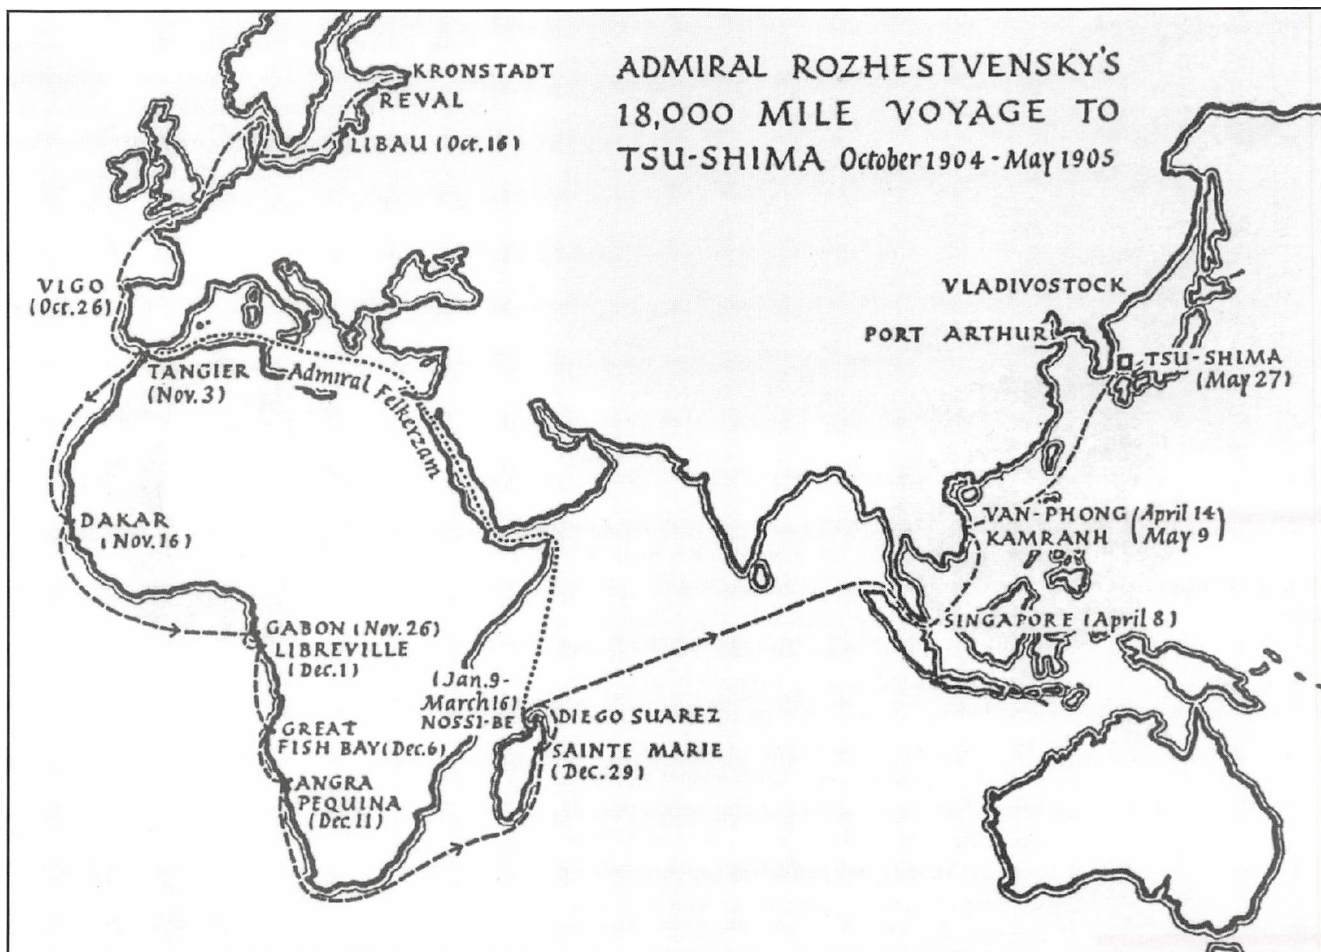 ADMIRAL ROZHESTVENSKY'S
18,000 MILE VOYAGE TO
TSU-SHIMA October 1904 - May 1905
KRONSTADT
REVAL
LIBAU (Oct. 16)
VIGO
(Oct. 26)
TANGIER
(Nov. 3)
Admiral Felkerzam
DAKAR
(Nov. 16)
GABON (Nov. 26)
LIBREVILLE
(Dec. 1)
GREAT
FISH BAY (Dec. 6)
ANGRA
PEQUINA
(Dec. 11)
(Jan. 9-
March 16)
NOSSI-BE
DIEGO SUAREZ
SAINTE MARIE
(Dec. 29)
VLADIVOSTOCK
PORT ARTHUR
TSU-SHIMA
(May 27)
VAN-PHONG (April 14
KAMRANH (May 9)
SINGAPORE (April 8)